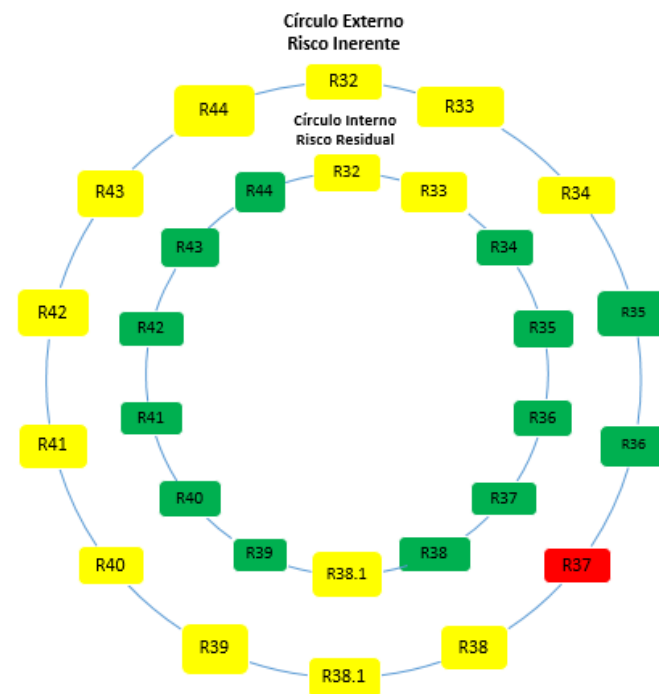 Círculo Externo
Risco Inerente
R32
R33
R34
R35
R36
R37
R38
R38.1
R39
R40
R41
R42
R43
R44
Círculo Interno
Risco Residual
R32
R33
R34
R35
R36
R37
R38
R38.1
R39
R40
R41
R42
R43
R44